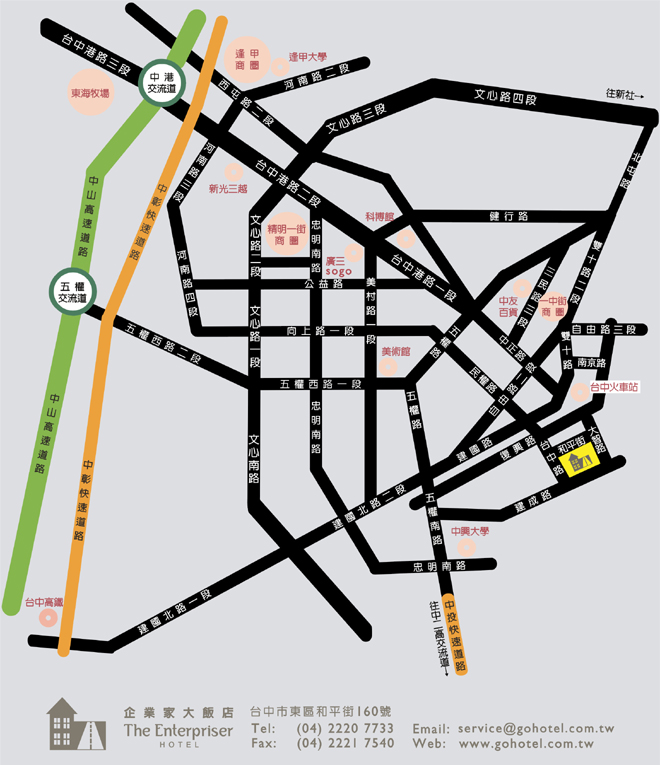 台中港路三段
中港
交流道
東海牧場
逢甲
商圈
逢甲大學
西屯路二段
河南路二段
文心路四段
往新社→
文心路三段
河南路三段
新光三越
台中港路二段
北屯路
中山高速道路
中彰快速道路
文心路二段
精明一街
商圈
忠明南路
科博館
健行路
雙十路二段
廣三
sogo
台中港路一段
河南路四段
公益路
美村路一段
三民路三段
中友
百貨
一中街
商圈
五權
交流道
五權西路二段
文心路一段
向上路一段
五權路
中正路
自由路三段
雙十路一段
南京路
美術館
民權路
自由路二段
台中火車站
五權西路一段
五權路
中山高速道路
忠明南路
文心南路
建國路
復興路
台中路
和平街
大智路
中彰快速道路
建國北路二段
五權南路
建成路
中興大學
忠明南路
台中高鐵
建國北路一段
往中二高交流道→
中投快速道路
企業家大飯店
台中市東區和平街160號
The Enterpriser
HOTEL
Tel: (04) 2220 7733
Fax: (04) 2221 7540
Email: service@gohotel.com.tw
Web: www.gohotel.com.tw